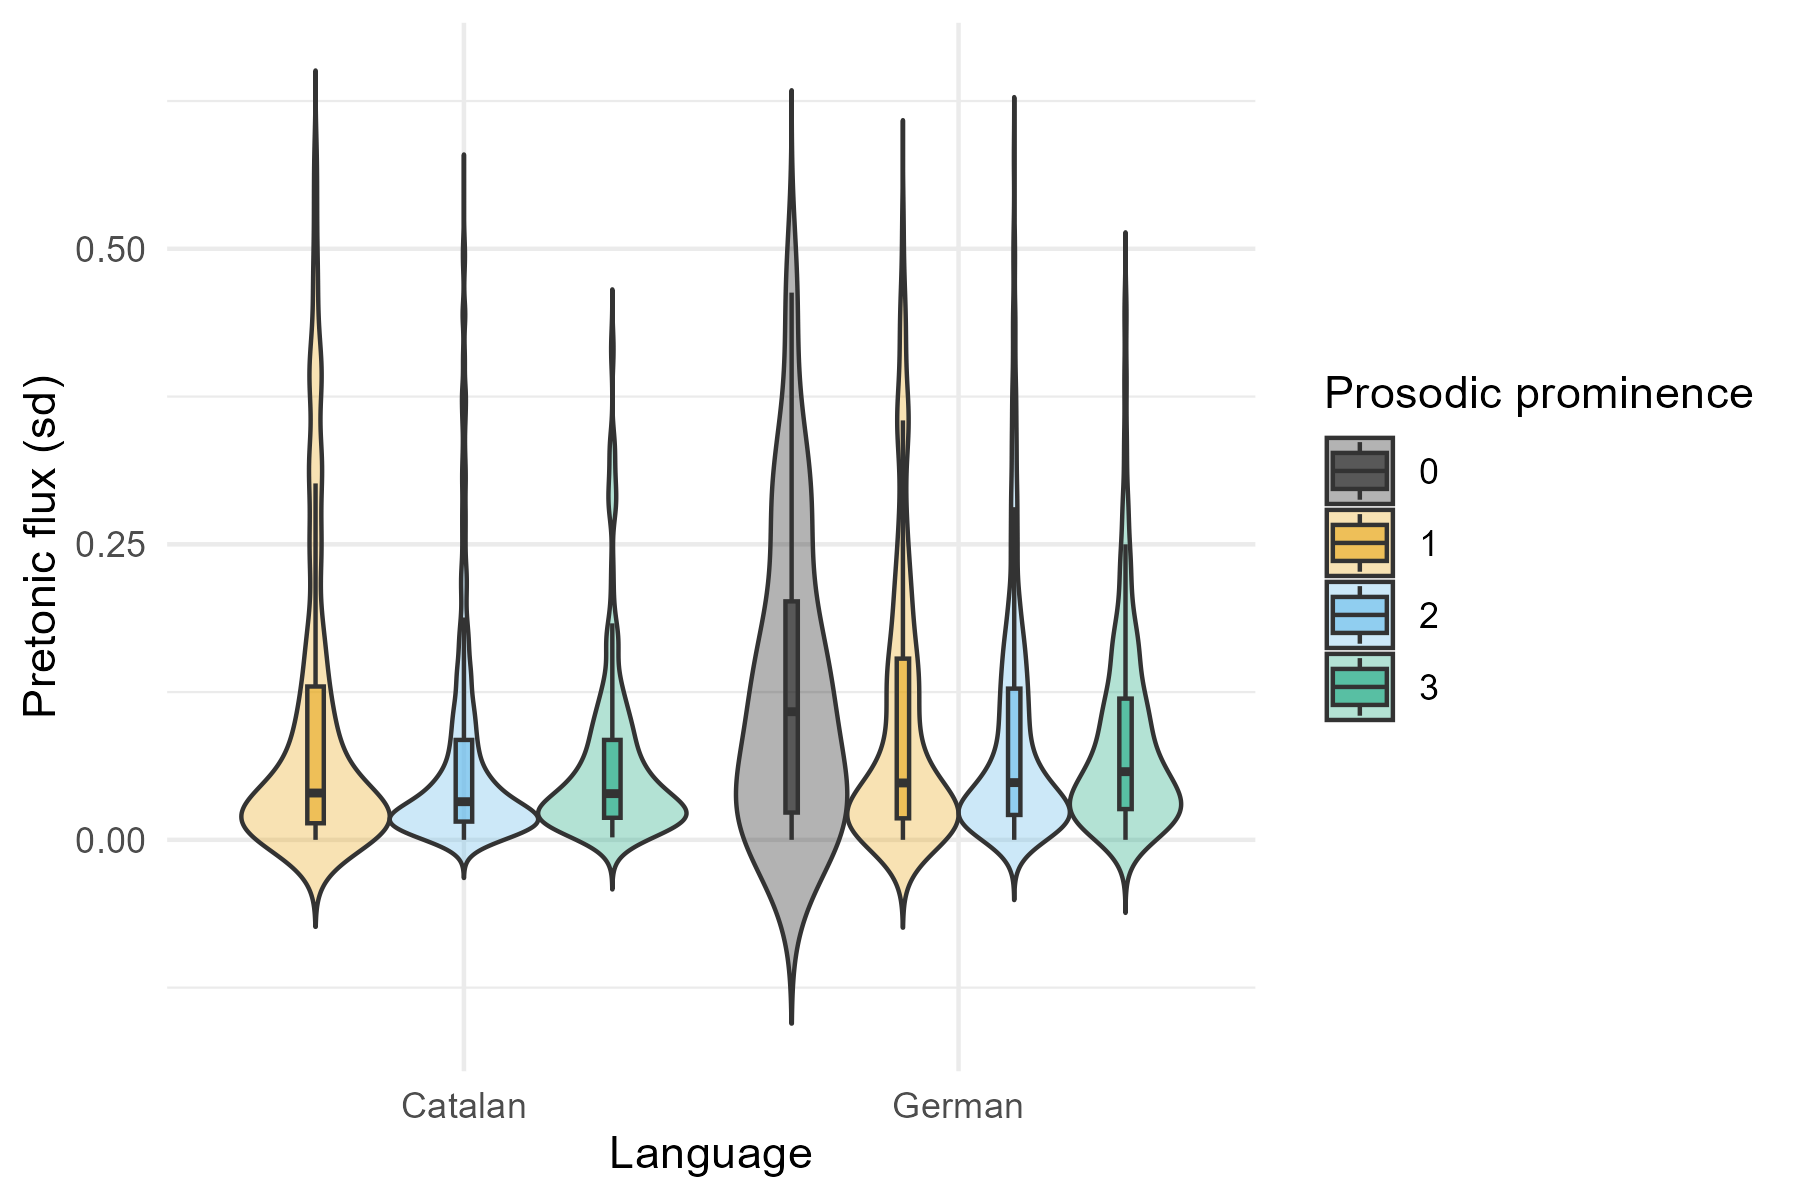 Pretonic flux (sd)
0.50
0.25
0.00
Catalan
German
Language
Prosodic prominence
0
1
2
3